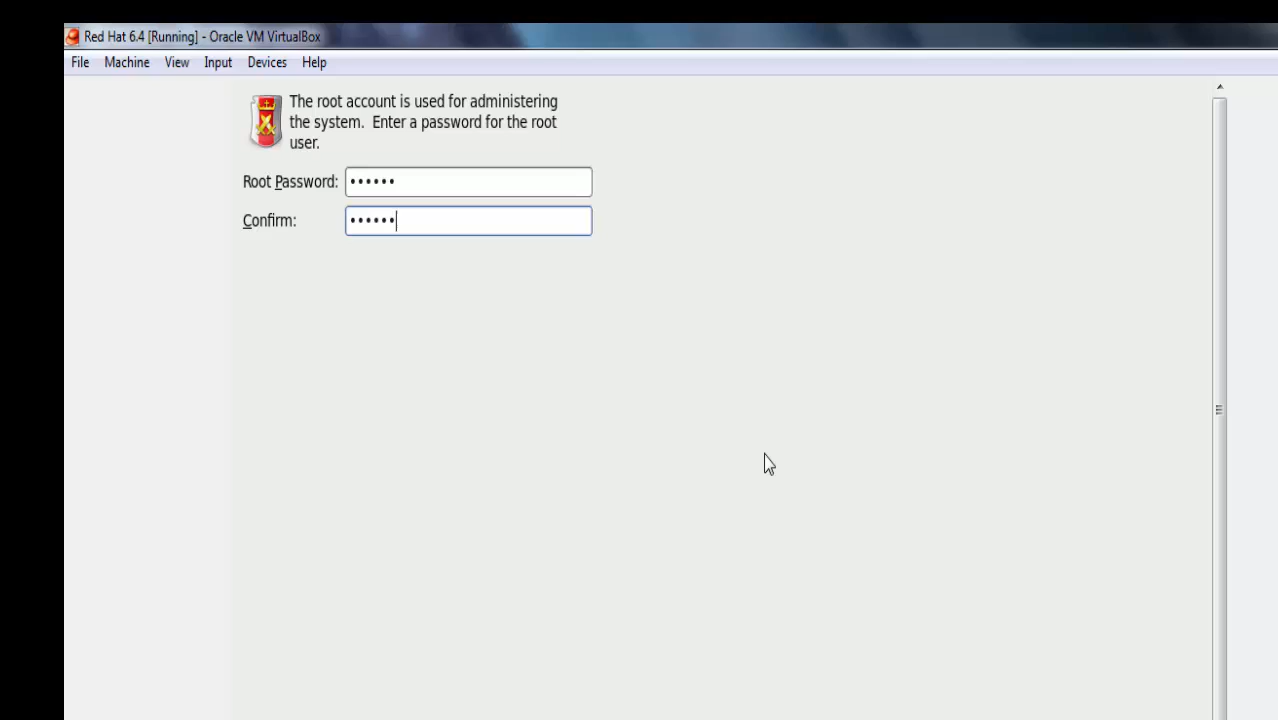 Red Hat 6.4 [Running] - Oracle VM VirtualBox
File Machine View Input Devices Help
The root account is used for administering
the system. Enter a password for the root
user.
Root Password: ••••••
Confirm: ••••••